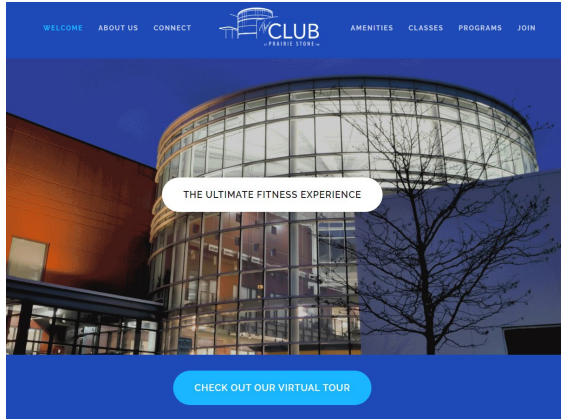 WELCOME ABOUT US CONNECT
the CLUB
at PRAIRIE STONE
AMENITIES CLASSES PROGRAMS JOIN
THE ULTIMATE FITNESS EXPERIENCE
CHECK OUT OUR VIRTUAL TOUR